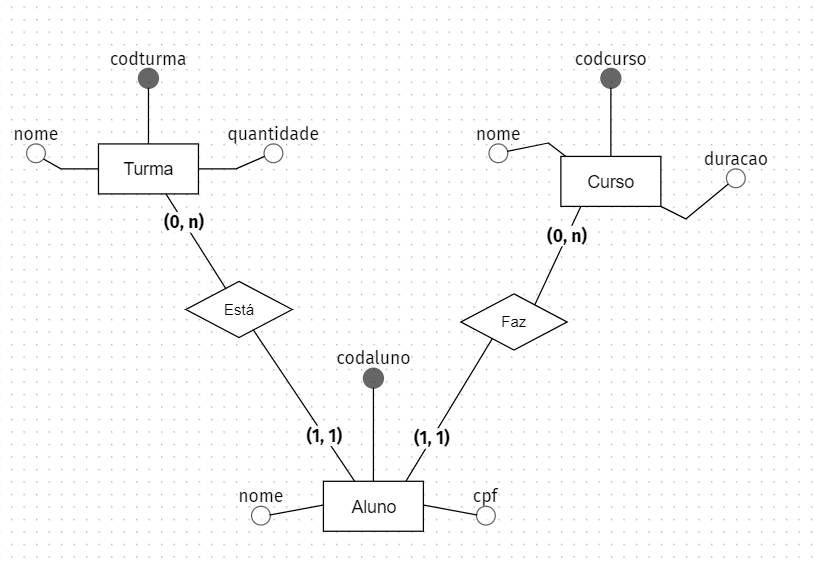 codturma
codcurso
nome
quantidade
nome
duracao
Turma
Curso
(0, n)
(0, n)
Está
Faz
codaluno
(1, 1)
(1, 1)
nome
cpf
Aluno